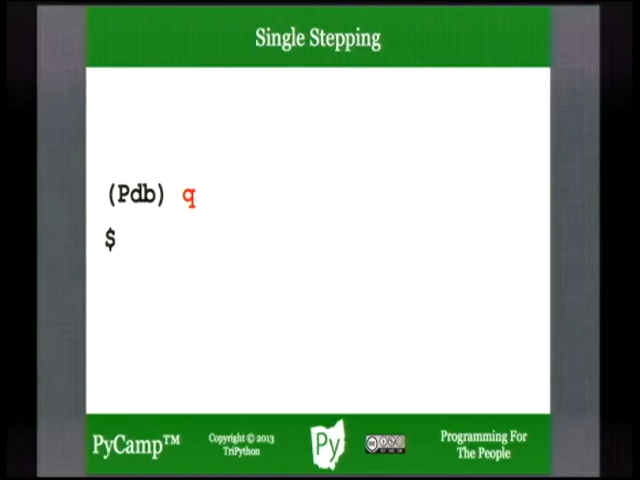 Single Stepping
(Pdb) q
$
PyCamp™
Copyright © 2013
TriPython
Py
Programming For
The People